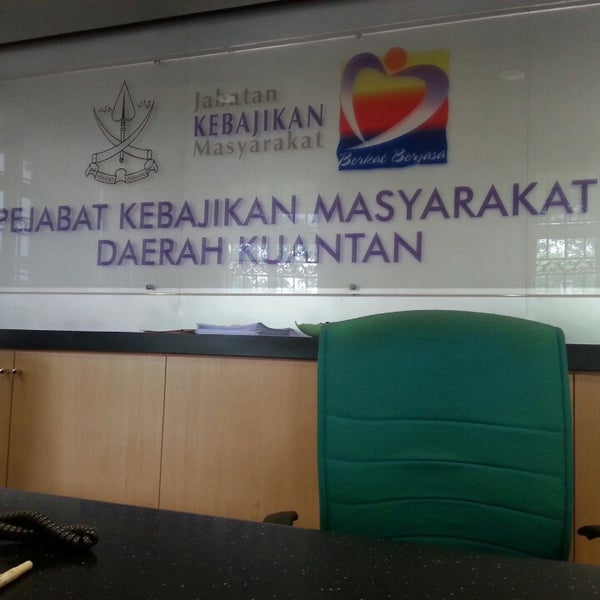 Jabatan
KEBAJIKAN
Masyarakat
Berkat Berjasa
PEJABAT KEBAJIKAN MASYARAKAT
DAERAH KUANTAN